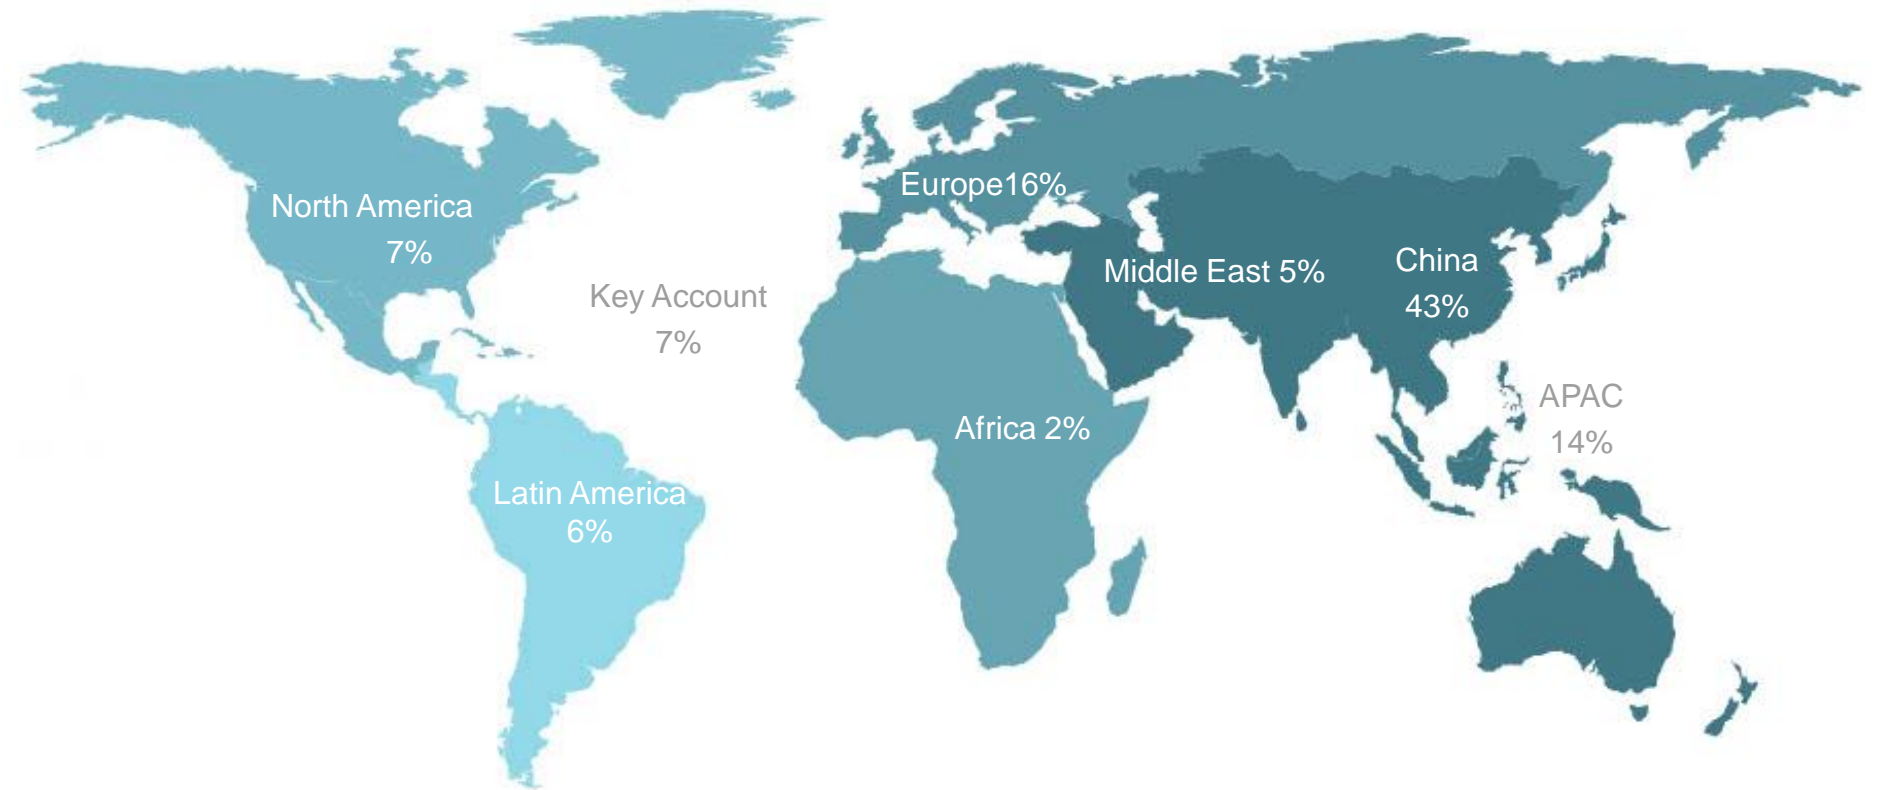 North America
7%
Key Account
7%
Latin America
6%
Europe16%
Africa 2%
Middle East 5%
China
43%
APAC
14%